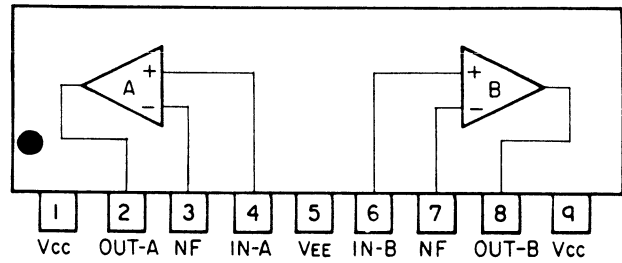 + A −
+ B −
1 2 3 4 5 6 7 8 9
Vcc OUT-A NF IN-A VEE IN-B NF OUT-B Vcc